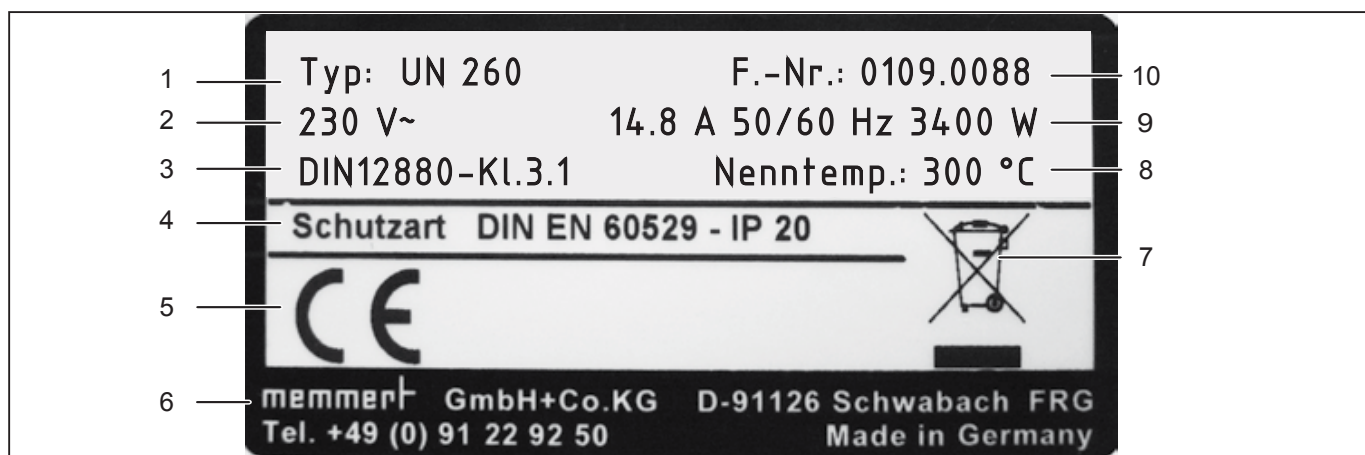 1 Typ: UN 260 F.-Nr.: 0109.0088 10
2 230 V~ 14.8 A 50/60 Hz 3400 W 9
3 DIN12880-Kl.3.1 Nenntemp.: 300 °C 8
4 Schutzart DIN EN 60529 - IP 20
7
5 CE
6 memmert GmbH+Co.KG D-91126 Schwabach FRG
Tel. +49 (0) 91 22 92 50 Made in Germany